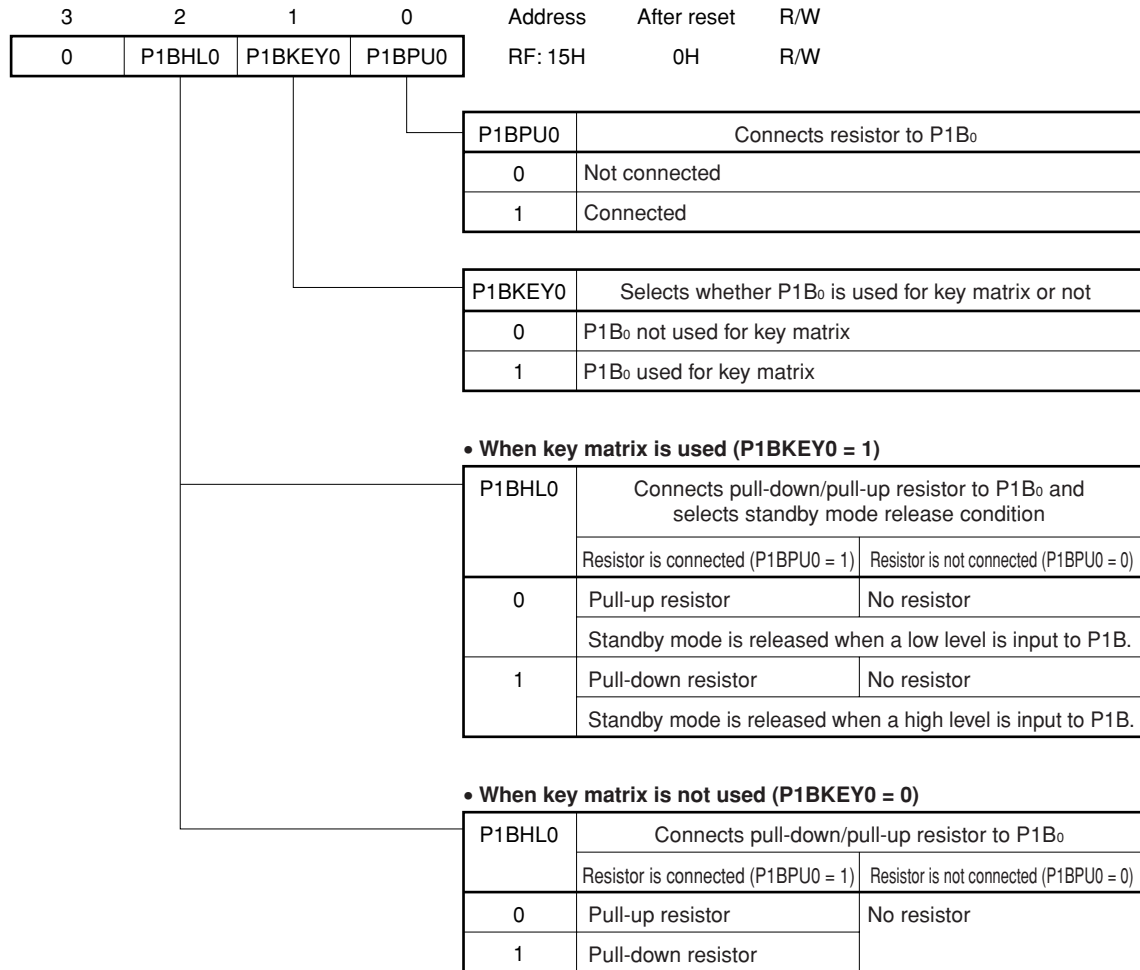 3 2 1 0 Address After reset R/W
0 P1BHL0 P1BKEY0 P1BPU0 RF: 15H 0H R/W
P1BPU0 Connects resistor to P1B0
0 Not connected
1 Connected
P1BKEY0 Selects whether P1B0 is used for key matrix or not
0 P1B0 not used for key matrix
1 P1B0 used for key matrix
• When key matrix is used (P1BKEY0 = 1)
P1BHL0 Connects pull-down/pull-up resistor to P1B0 and
selects standby mode release condition
Resistor is connected (P1BPU0 = 1) Resistor is not connected (P1BPU0 = 0)
0 Pull-up resistor No resistor
Standby mode is released when a low level is input to P1B.
1 Pull-down resistor No resistor
Standby mode is released when a high level is input to P1B.
• When key matrix is not used (P1BKEY0 = 0)
P1BHL0 Connects pull-down/pull-up resistor to P1B0
Resistor is connected (P1BPU0 = 1) Resistor is not connected (P1BPU0 = 0)
0 Pull-up resistor No resistor
1 Pull-down resistor